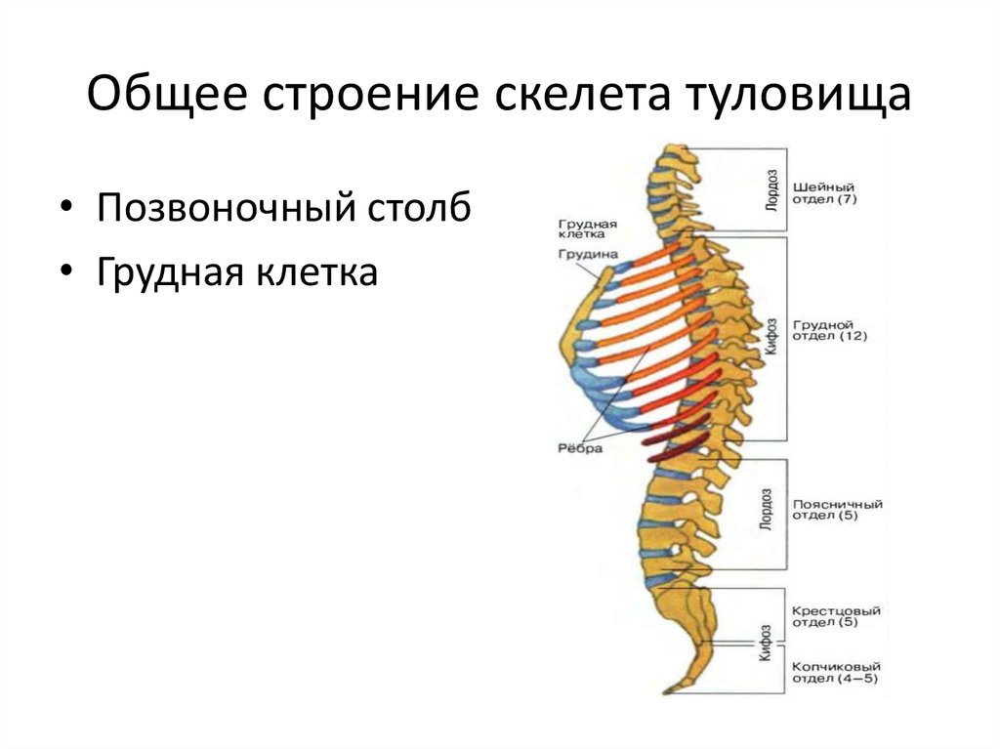 Общее строение скелета туловища
• Позвоночный столб
• Грудная клетка
Грудная
клетка
Грудина
Рёбра
Лордоз
Шейный
отдел (7)
Кифоз
Грудной
отдел (12)
Лордоз
Поясничный
отдел (5)
Кифоз
Крестцовый
отдел (5)
Копчиковый
отдел (4—5)